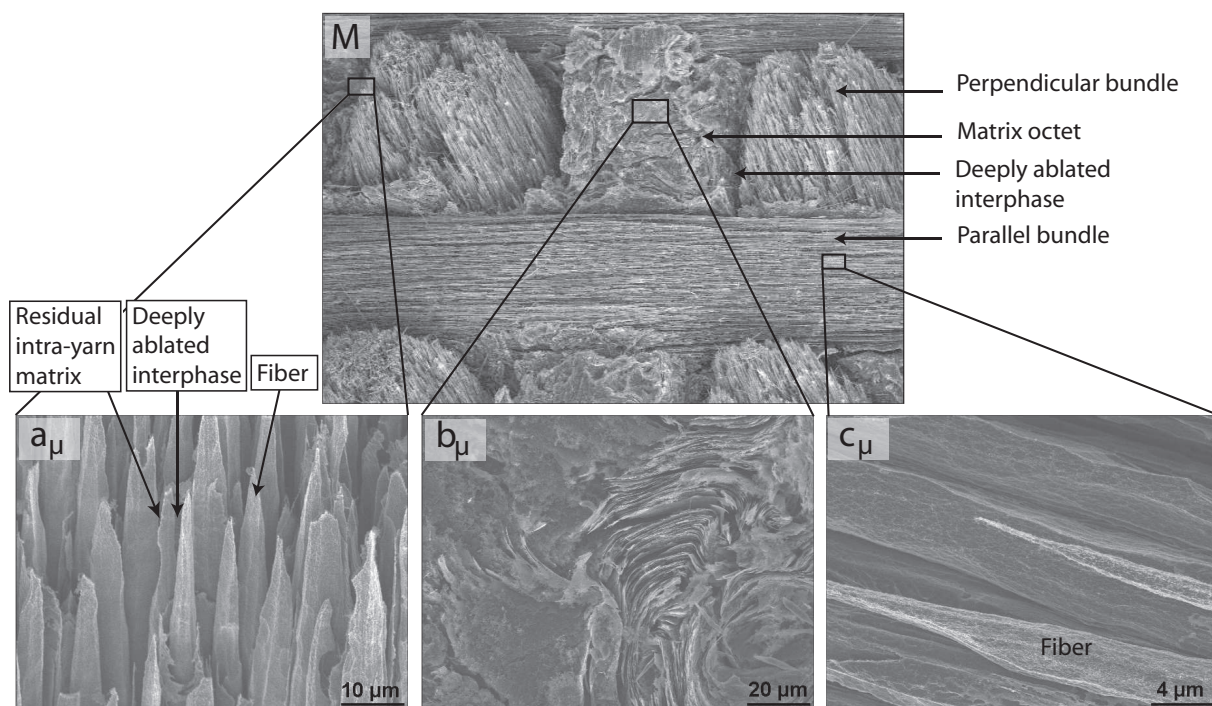 M
Perpendicular bundle
Matrix octet
Deeply ablated
interphase
Parallel bundle
Residual
intra-yarn
matrix
Deeply
ablated
interphase
Fiber
aμ
10 μm
bμ
20 μm
cμ
Fiber
4 μm